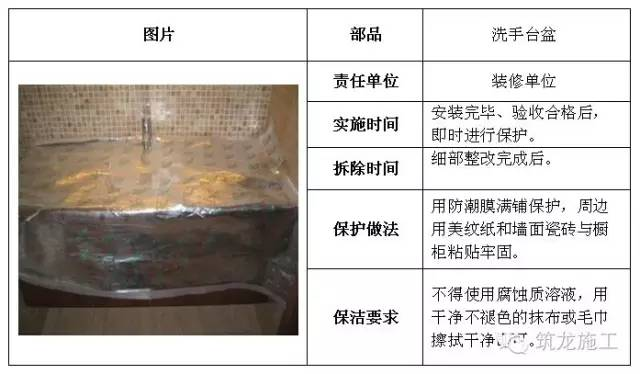 图片
部品
洗手台盆
责任单位
装修单位
实施时间
安装完毕、验收合格后，
即时进行保护。
拆除时间
细部整改完成后。
保护做法
用防潮膜满铺保护，周边
用美纹纸和墙面瓷砖与橱
柜粘贴牢固。
保洁要求
不得使用腐蚀质溶液，用
干净不褪色的抹布或毛巾
擦拭干净
筑龙施工